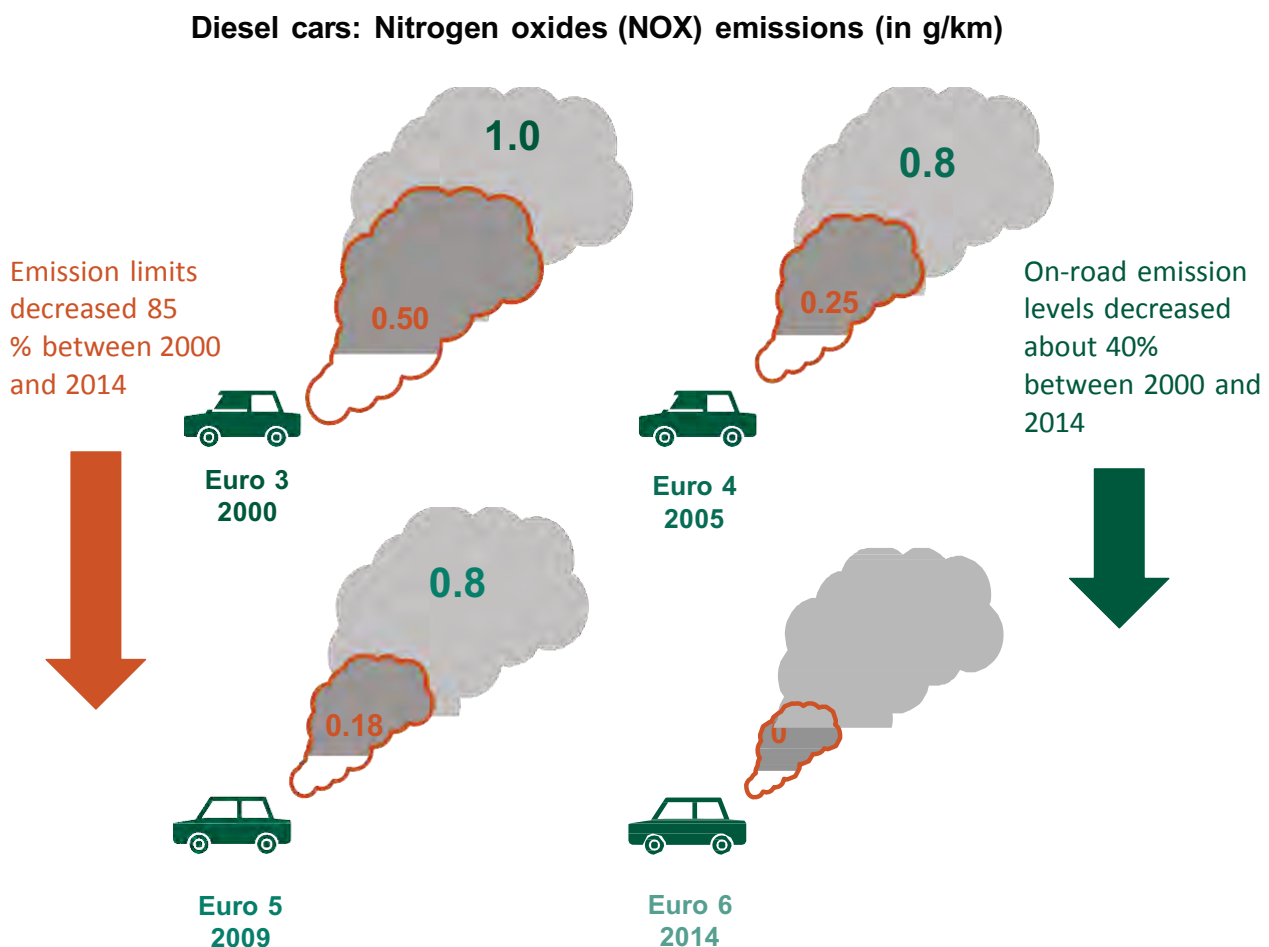 Diesel cars: Nitrogen oxides (NOX) emissions (in g/km)
1.0
0.50
Euro 3
2000
0.8
0.25
Euro 4
2005
Emission limits
decreased 85
% between 2000
and 2014
On-road emission
levels decreased
about 40%
between 2000 and
2014
0.8
0.18
Euro 5
2009
Euro 6
2014